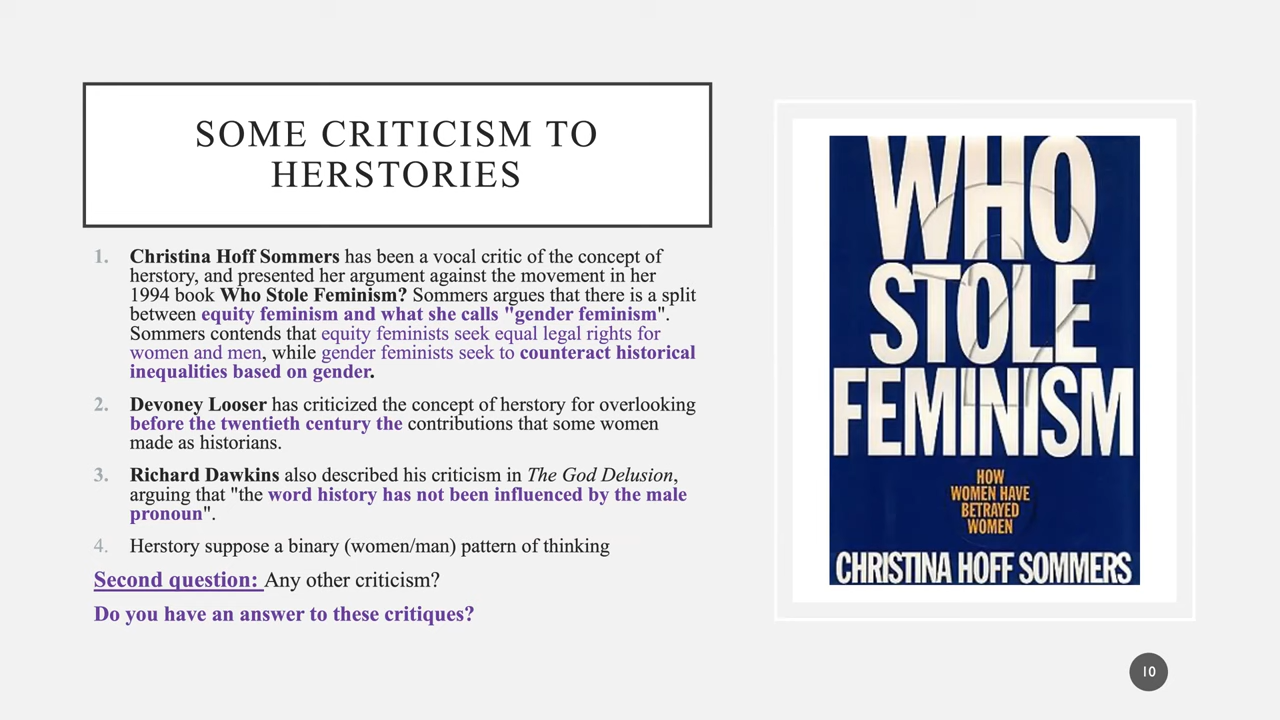 SOME CRITICISM TO
HERSTORIES
1. Christina Hoff Sommers has been a vocal critic of the concept of
herstory, and presented her argument against the movement in her
1994 book Who Stole Feminism? Sommers argues that there is a split
between equity feminism and what she calls "gender feminism".
Sommers contends that equity feminists seek equal legal rights for
women and men, while gender feminists seek to counteract historical
inequalities based on gender.
2. Devoney Looser has criticized the concept of herstory for overlooking
before the twentieth century the contributions that some women
made as historians.
3. Richard Dawkins also described his criticism in The God Delusion,
arguing that "the word history has not been influenced by the male
pronoun".
4. Herstory suppose a binary (women/man) pattern of thinking
Second question: Any other criticism?
Do you have an answer to these critiques?
WHO
STOLE
FEMINISM
?
HOW
WOMEN HAVE
BETRAYED
WOMEN
CHRISTINA HOFF SOMMERS
10